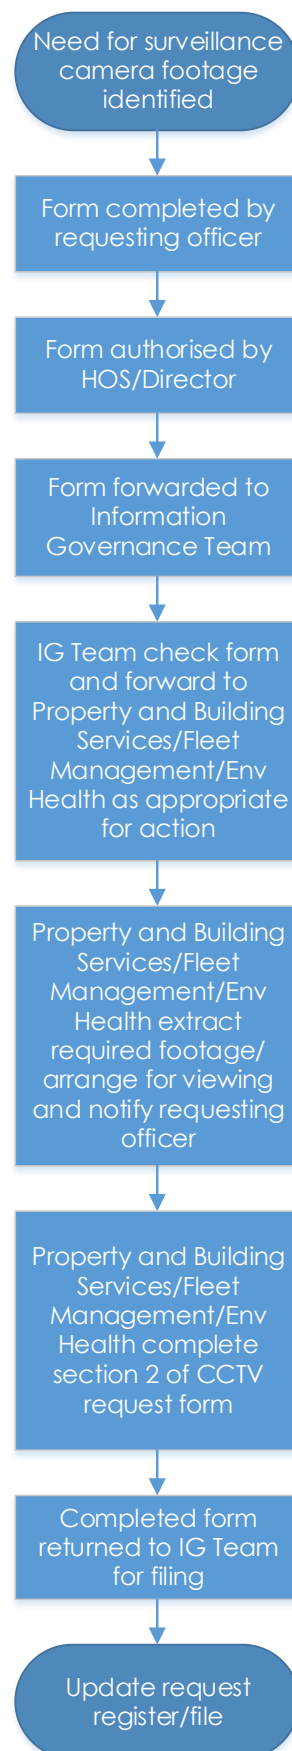 Need for surveillance
camera footage
identified
Form completed by
requesting officer
Form authorised by
HOS/Director
Form forwarded to
Information
Governance Team
IG Team check form
and forward to
Property and Building
Services/Fleet
Management/Env
Health as appropriate
for action
Property and Building
Services/Fleet
Management/Env
Health extract
required footage/
arrange for viewing
and notify requesting
officer
Property and Building
Services/Fleet
Management/Env
Health complete
section 2 of CCTV
request form
Completed form
returned to IG Team
for filing
Update request
register/file